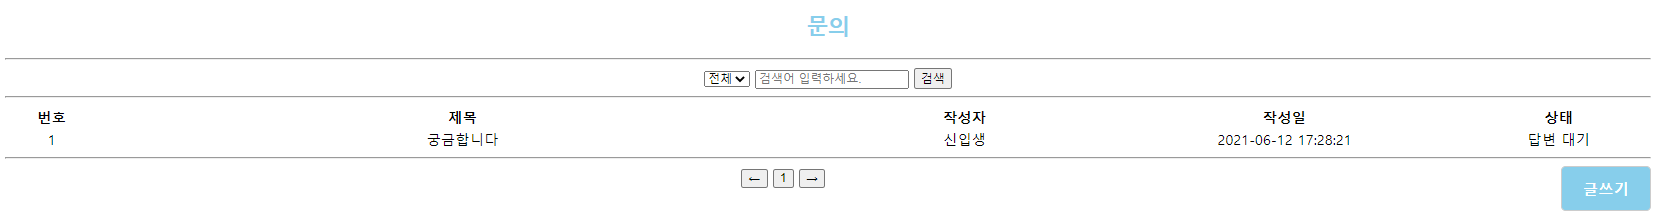 문의
전체 검색어 입력하세요. 검색
번호 제목 작성자 작성일 상태
1 궁금합니다 신입생 2021-06-12 17:28:21 답변 대기
← 1 → 글쓰기